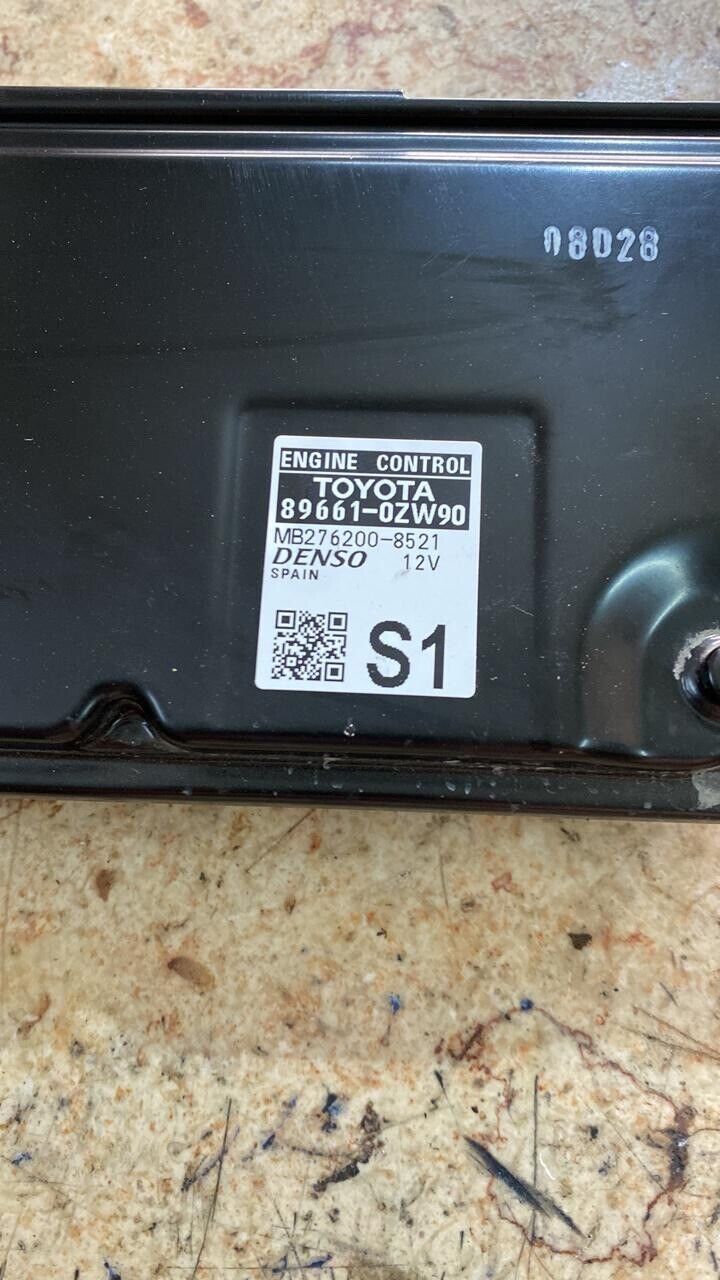 08D28
ENGINE CONTROL
TOYOTA
89661-0ZW90
MB276200-8521
DENSO 12V
SPAIN
S1